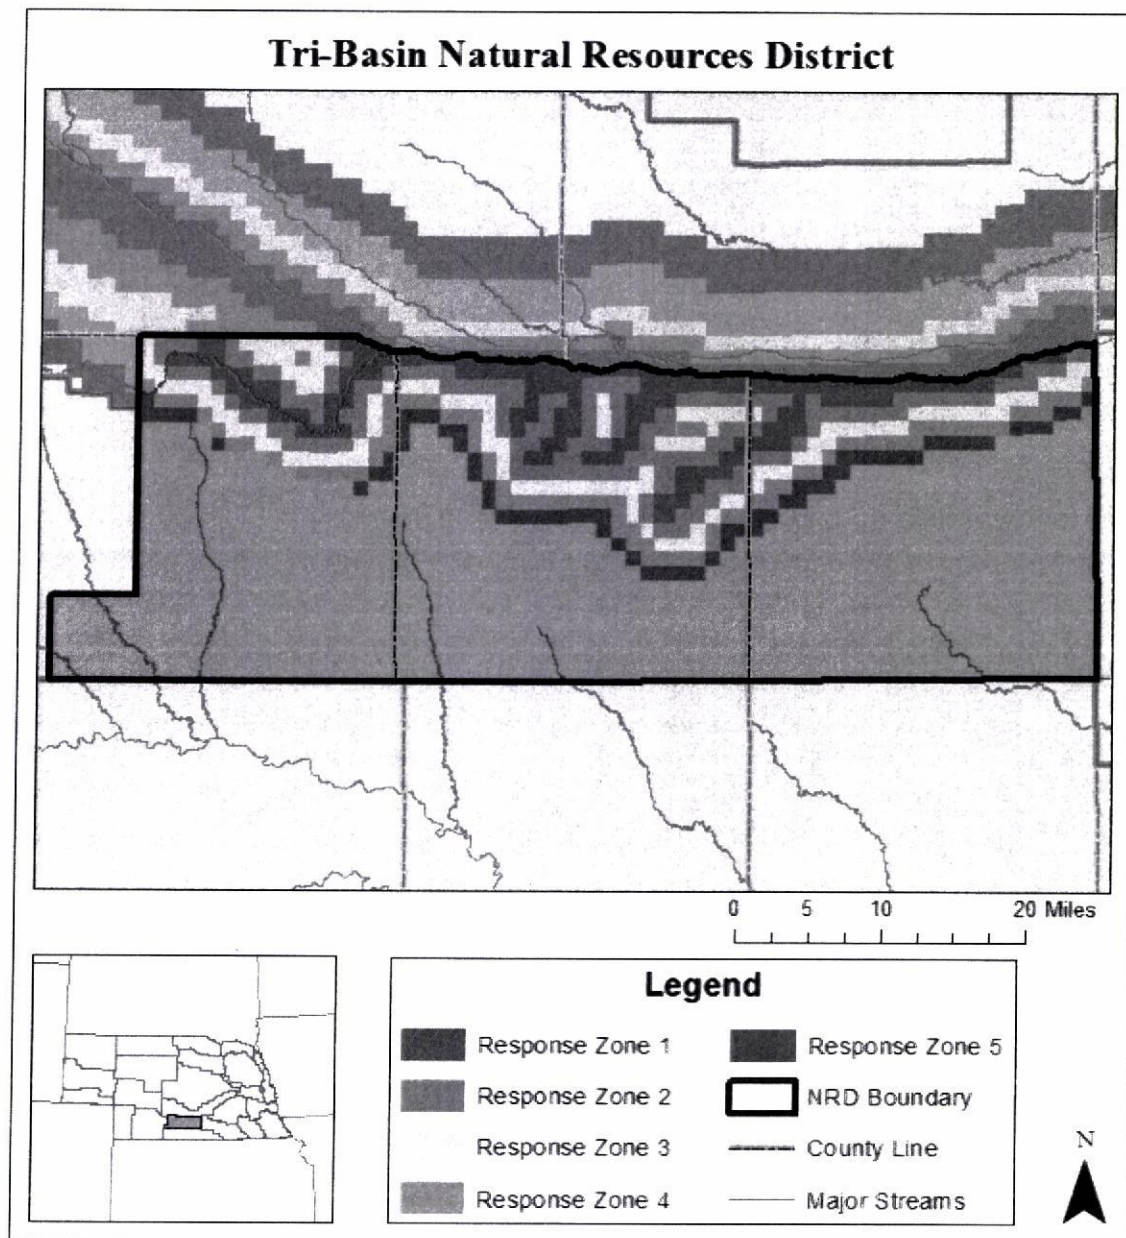 Tri-Basin Natural Resources District
0 5 10 20 Miles
Legend
Response Zone 1
Response Zone 5
Response Zone 2
NRD Boundary
Response Zone 3
County Line
Response Zone 4
Major Streams
N